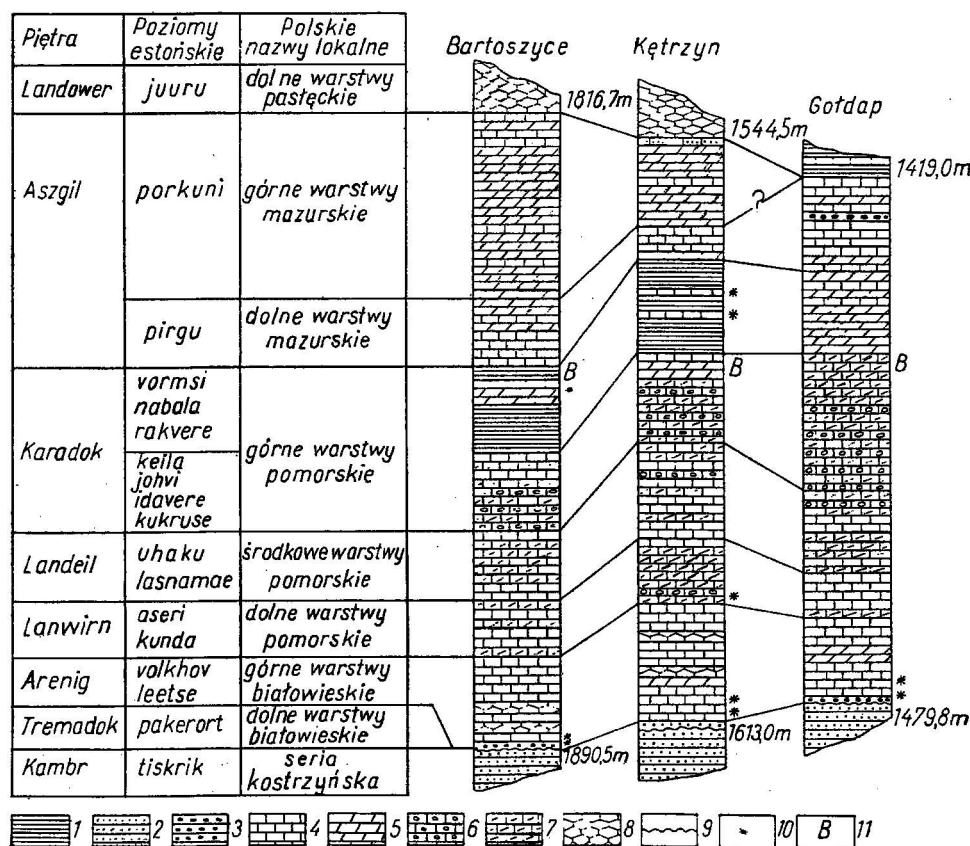 Piętra
Poziomy
estońskie
Polskie
nazwy lokalne
Landower
juuru
dolne warstwy
pasłęckie
Aszgil
porkuni
górne warstwy
mazurskie
pirgu
dolne warstwy
mazurskie
Karadok
vormsi
nabala
rakvere
keila
johvi
idavere
kukruse
górne warstwy
pomorskie
Landeil
uhaku
lasnamae
środkowe warstwy
pomorskie
Lanwirn
aseri
kunda
dolne warstwy
pomorskie
Arenig
volkhov
leetse
górne warstwy
białowieskie
Tremadok
pakerort
dolne warstwy
białowieskie
Kambr
tiskrik
seria
kostrzyńska
Bartoszyce
1816,7m
B
1890,5m
Kętrzyn
1544,5m
?
B
1613,0m
Gołdap
1419,0m
B
1479,8m
1 2 3 4 5 6 7 8 9 10 B 11